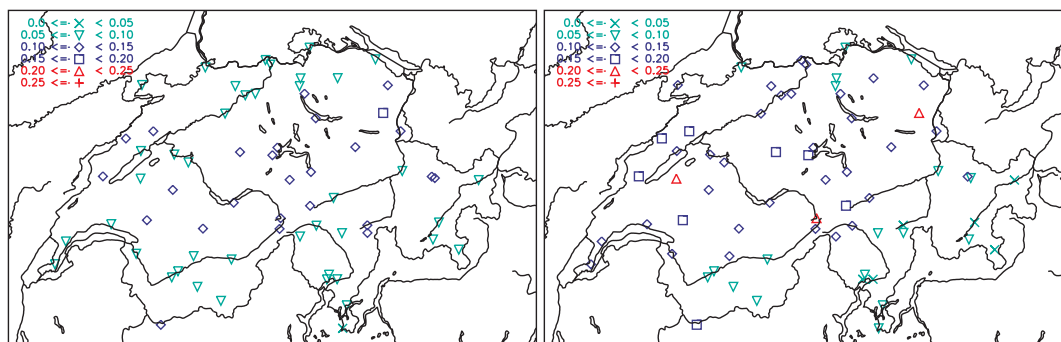 0.0 <=· × < 0.05
0.05 <=· ▽ < 0.10
0.10 <=· ◇ < 0.15
0.15 <=· □ < 0.20
0.20 <=· △ < 0.25
0.25 <=· +
0.0 <=· × < 0.05
0.05 <=· ▽ < 0.10
0.10 <=· ◇ < 0.15
0.15 <=· □ < 0.20
0.20 <=· △ < 0.25
0.25 <=· +